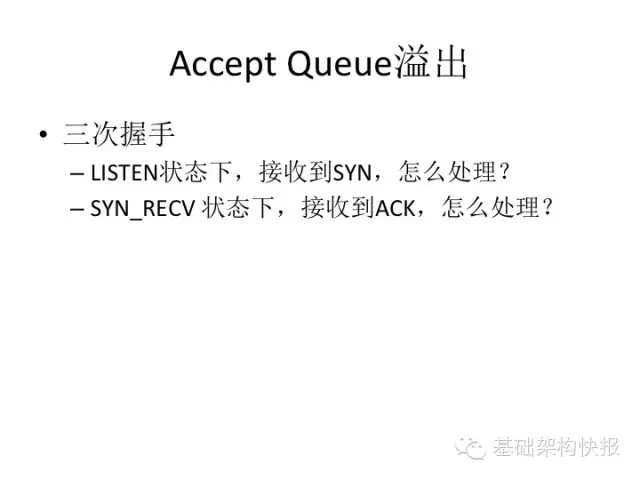 Accept Queue溢出
• 三次握手
– LISTEN状态下，接收到SYN，怎么处理？
– SYN_RECV 状态下，接收到ACK，怎么处理？
基础架构快报